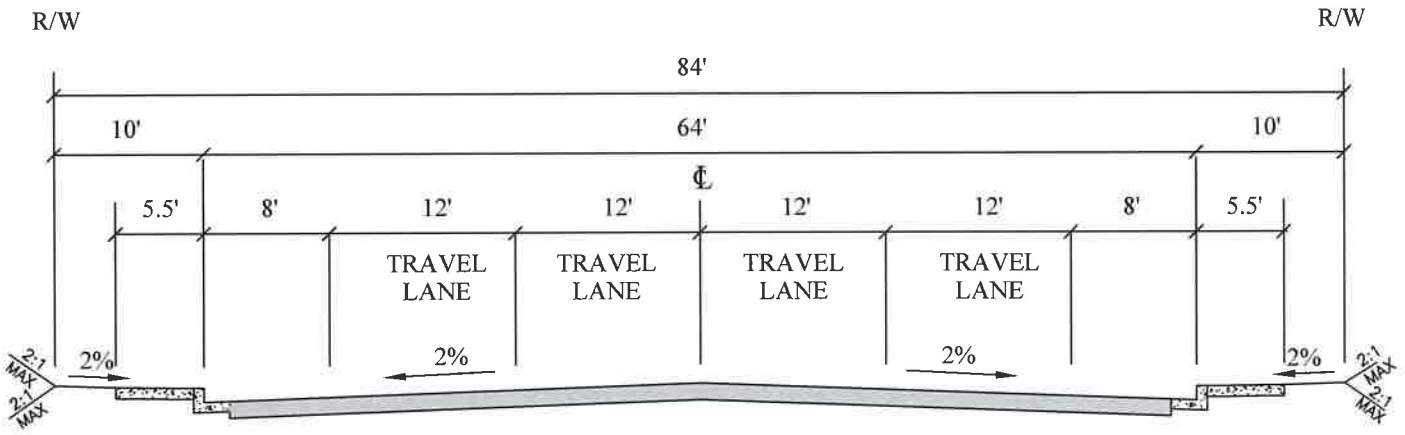 R/W
R/W
84'
10'
64'
10'
℄
5.5'
8'
12'
12'
12'
12'
8'
5.5'
TRAVEL
LANE
TRAVEL
LANE
TRAVEL
LANE
TRAVEL
LANE
2:1
MAX
2%
2%
2%
2%
2:1
MAX
2:1
MAX
2:1
MAX